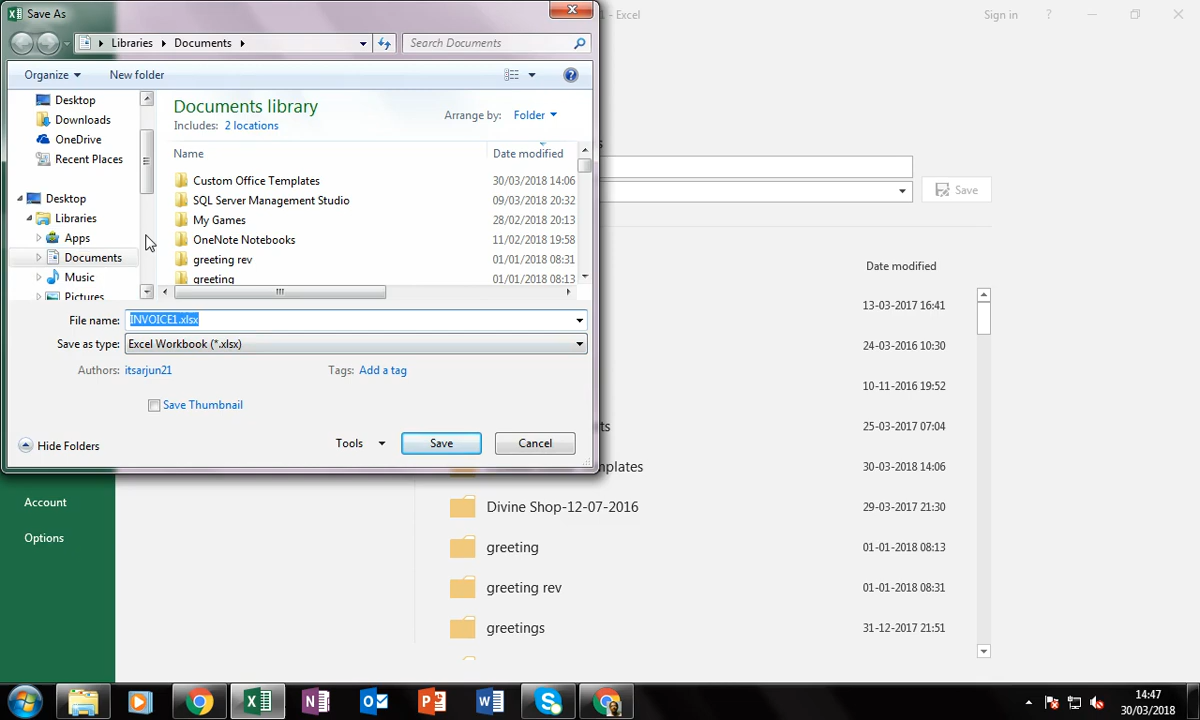 Save As
1 - Excel
Sign in
?
Libraries
Documents
Search Documents
Organize
New folder
?
Desktop
Downloads
OneDrive
Recent Places
Desktop
Libraries
Apps
Documents
Music
Pictures
Documents library
Includes: 2 locations
Arrange by: Folder
Name
Date modified
Custom Office Templates 30/03/2018 14:06
SQL Server Management Studio 09/03/2018 20:32
My Games 28/02/2018 20:13
OneNote Notebooks 11/02/2018 19:58
greeting rev 01/01/2018 08:31
greeting 01/01/2018 08:13
File name: INVOICE1.xlsx
Save as type: Excel Workbook (*.xlsx)
Authors: itsarjun21
Tags: Add a tag
Save Thumbnail
Hide Folders
Tools
Save
Cancel
s
Save
Date modified
13-03-2017 16:41
24-03-2016 10:30
10-11-2016 19:52
ts 25-03-2017 07:04
mplates 30-03-2018 14:06
Divine Shop-12-07-2016 29-03-2017 21:30
greeting 01-01-2018 08:13
greeting rev 01-01-2018 08:31
greetings 31-12-2017 21:51
Account
Options
14:47
30/03/2018